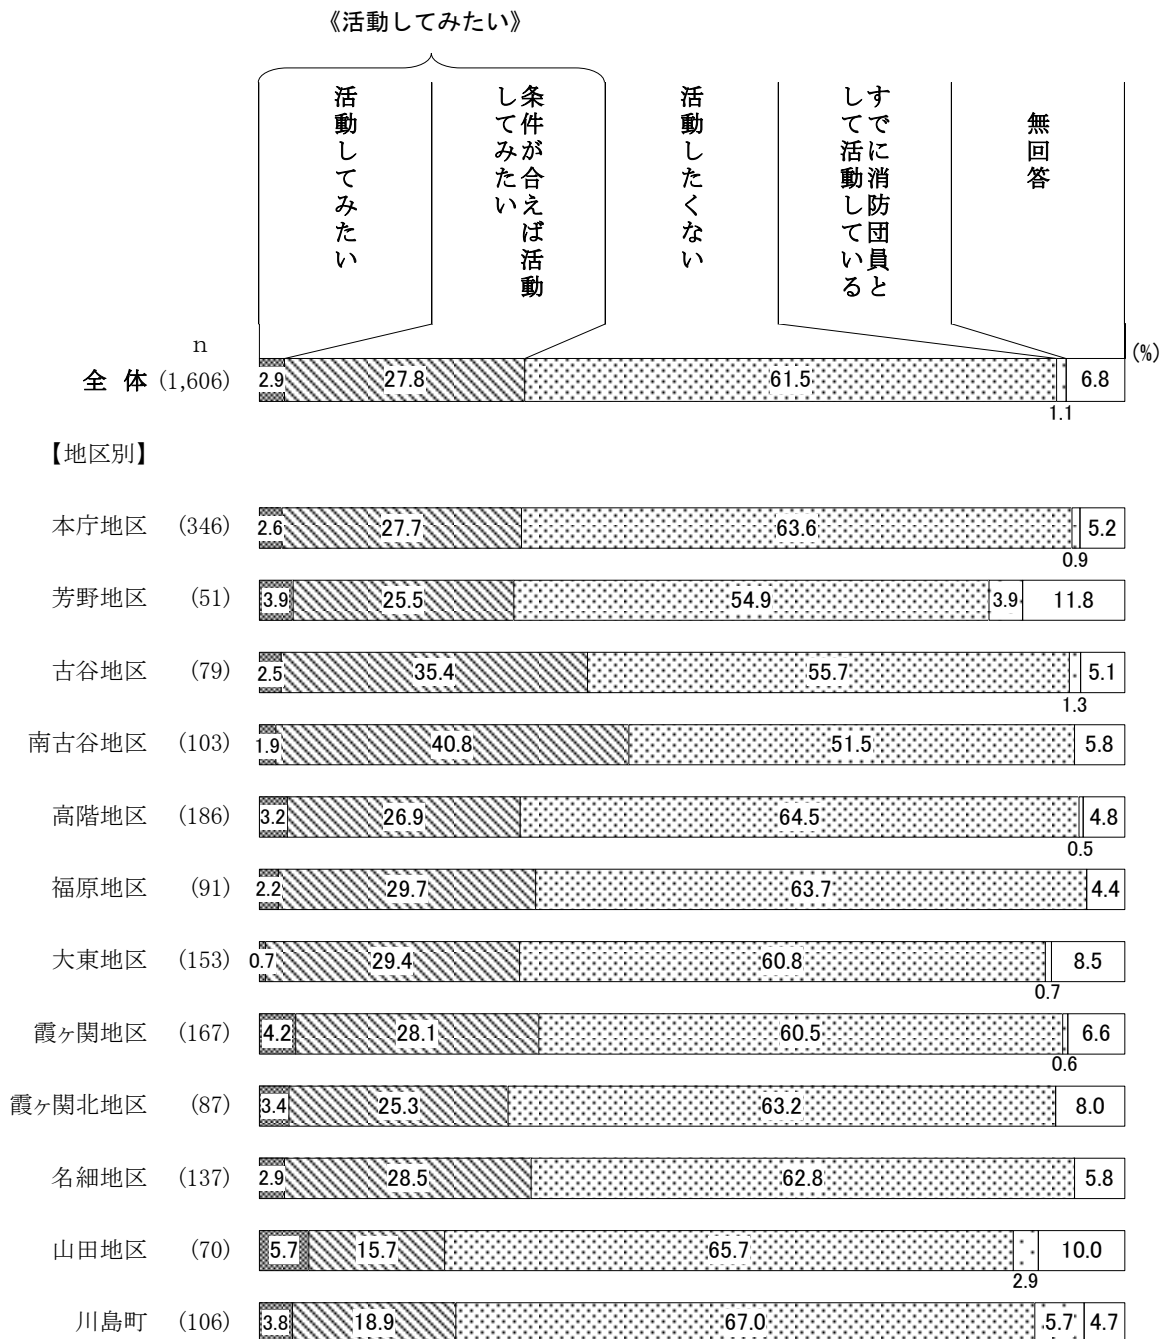 《活動してみたい》
活動してみたい
条件が合えば活動
してみたい
活動したくない
すでに消防団員と
して活動している
無回答
n
(%)
全 体 (1,606) 2.9 27.8 61.5 6.8
1.1
【地区別】
本庁地区 (346) 2.6 27.7 63.6 5.2
0.9
芳野地区 (51) 3.9 25.5 54.9 3.9 11.8
古谷地区 (79) 2.5 35.4 55.7 5.1
1.3
南古谷地区 (103) 1.9 40.8 51.5 5.8
高階地区 (186) 3.2 26.9 64.5 4.8
0.5
福原地区 (91) 2.2 29.7 63.7 4.4
大東地区 (153) 0.7 29.4 60.8 8.5
0.7
霞ヶ関地区 (167) 4.2 28.1 60.5 6.6
0.6
霞ヶ関北地区 (87) 3.4 25.3 63.2 8.0
名細地区 (137) 2.9 28.5 62.8 5.8
山田地区 (70) 5.7 15.7 65.7 10.0
2.9
川島町 (106) 3.8 18.9 67.0 5.7 4.7